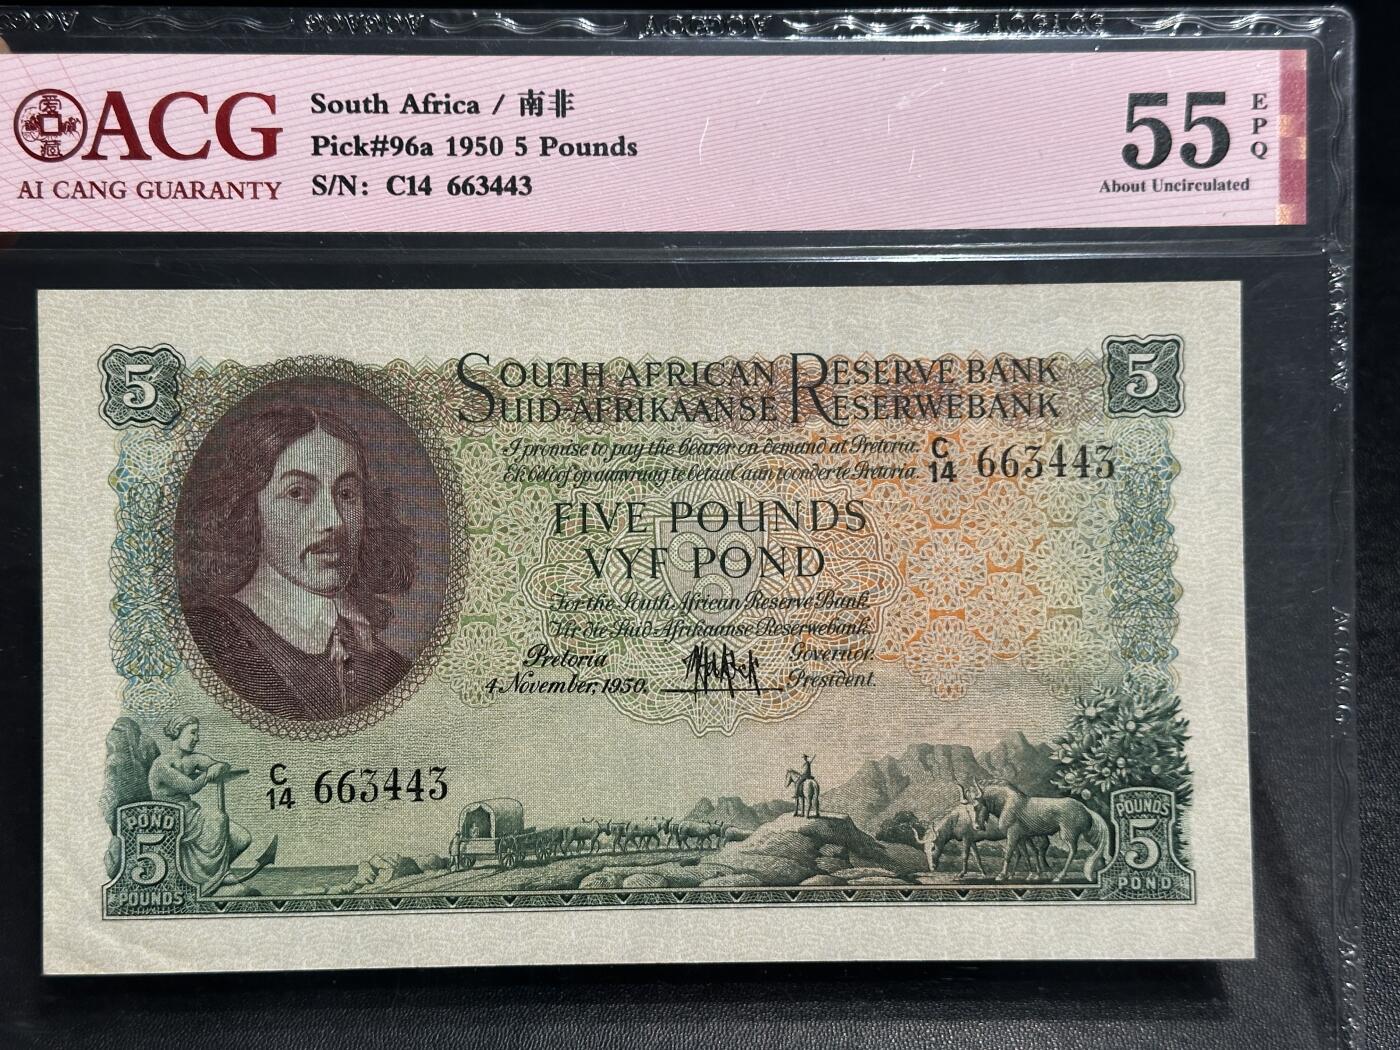 ACG
AI CANG GUARANTY
South Africa / 南非
Pick#96a 1950 5 Pounds
S/N: C14 663443
55
EPQ
About Uncirculated
5
SOUTH AFRICAN RESERVE BANK
SUID-AFRIKAANSE RESERWEBANK
5
I promise to pay the bearer on demand at Pretoria.
Ek beloof op aanvraag te betaal aan toonder te Pretoria.
C/14 663443
FIVE POUNDS
VYF POND
For the South African Reserve Bank
Vir die Suid-Afrikaanse Reserwebank.
Pretoria
4 November, 1950.
Governor.
President.
C/14 663443
POND
5
POUNDS
POUNDS
5
POND